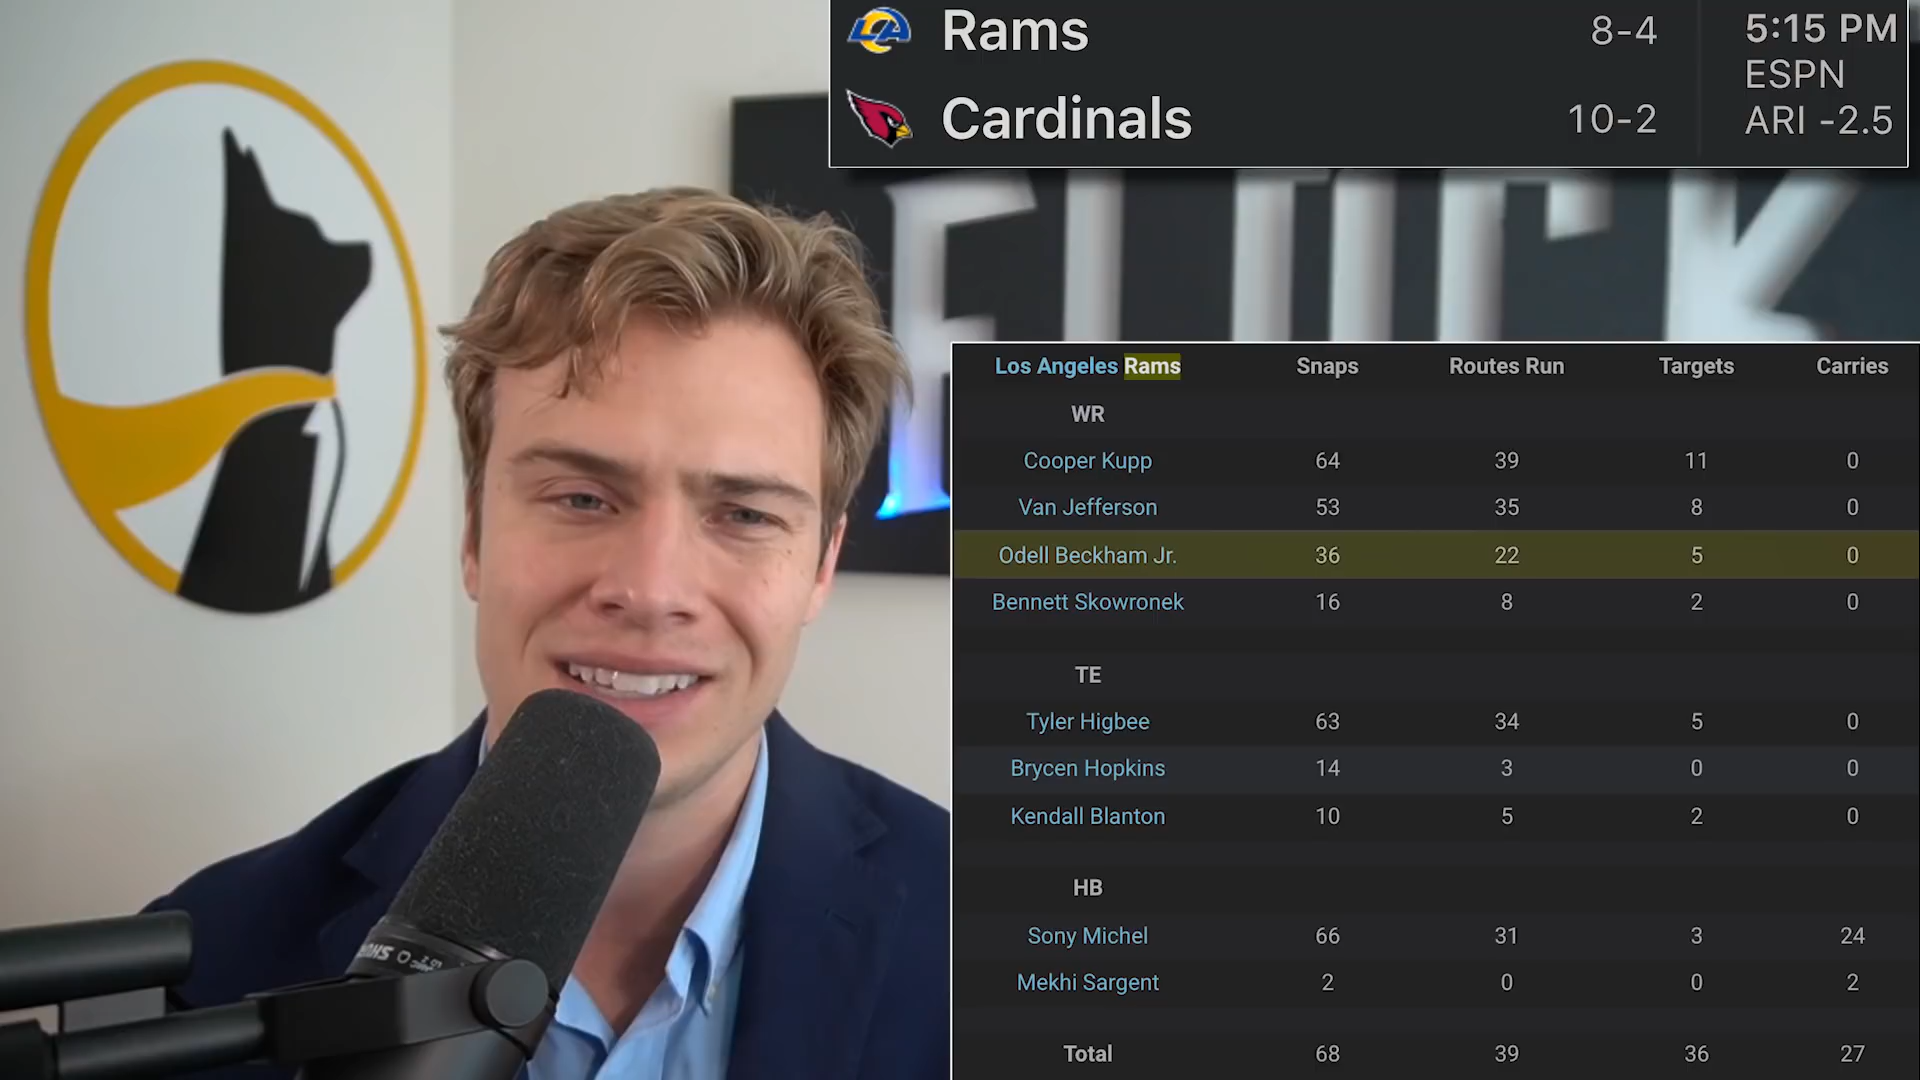 Rams 8-4 5:15 PM
ESPN
Cardinals 10-2 ARI -2.5
FLOCK
Los Angeles Rams Snaps Routes Run Targets Carries
WR
Cooper Kupp 64 39 11 0
Van Jefferson 53 35 8 0
Odell Beckham Jr. 36 22 5 0
Bennett Skowronek 16 8 2 0
TE
Tyler Higbee 63 34 5 0
Brycen Hopkins 14 3 0 0
Kendall Blanton 10 5 2 0
HB
Sony Michel 66 31 3 24
Mekhi Sargent 2 0 0 2
Total 68 39 36 27